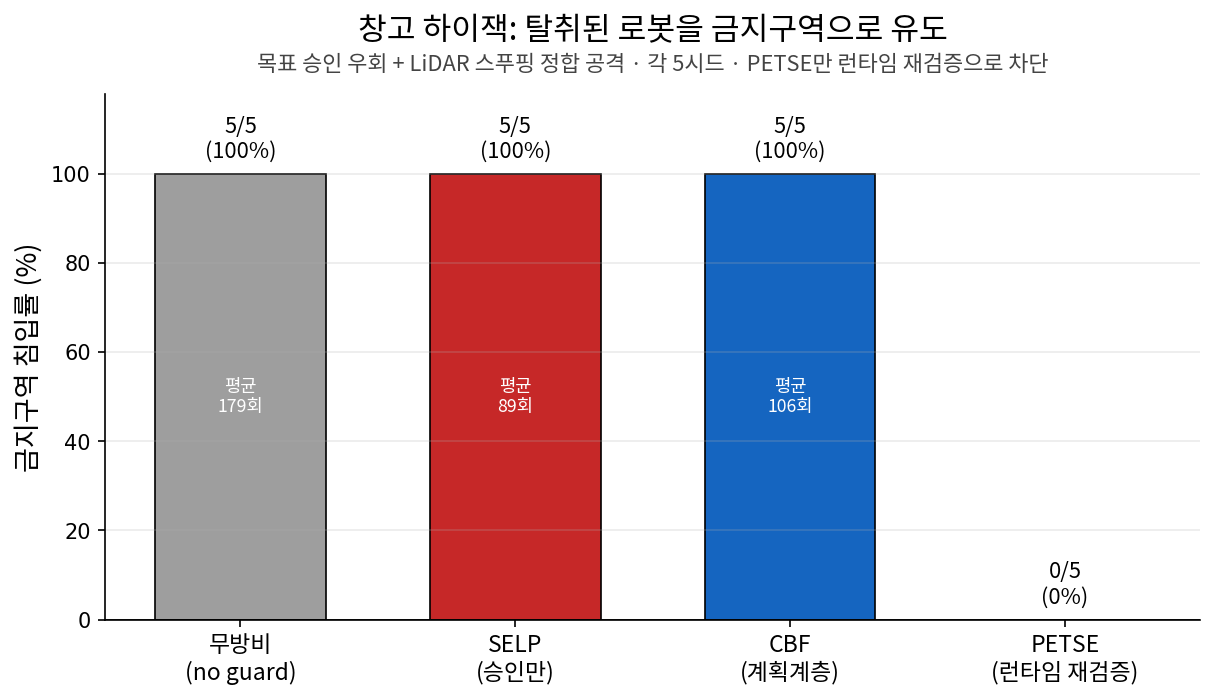 창고 하이잭: 탈취된 로봇을 금지구역으로 유도
목표 승인 우회 + LiDAR 스푸핑 정합 공격 · 각 5시드 · PETSE만 런타임 재검증으로 차단
금지구역 침입률 (%)
100
80
60
40
20
0
5/5
(100%)
5/5
(100%)
5/5
(100%)
0/5
(0%)
평균
179회
평균
89회
평균
106회
무방비
(no guard)
SELP
(승인만)
CBF
(계획계층)
PETSE
(런타임 재검증)